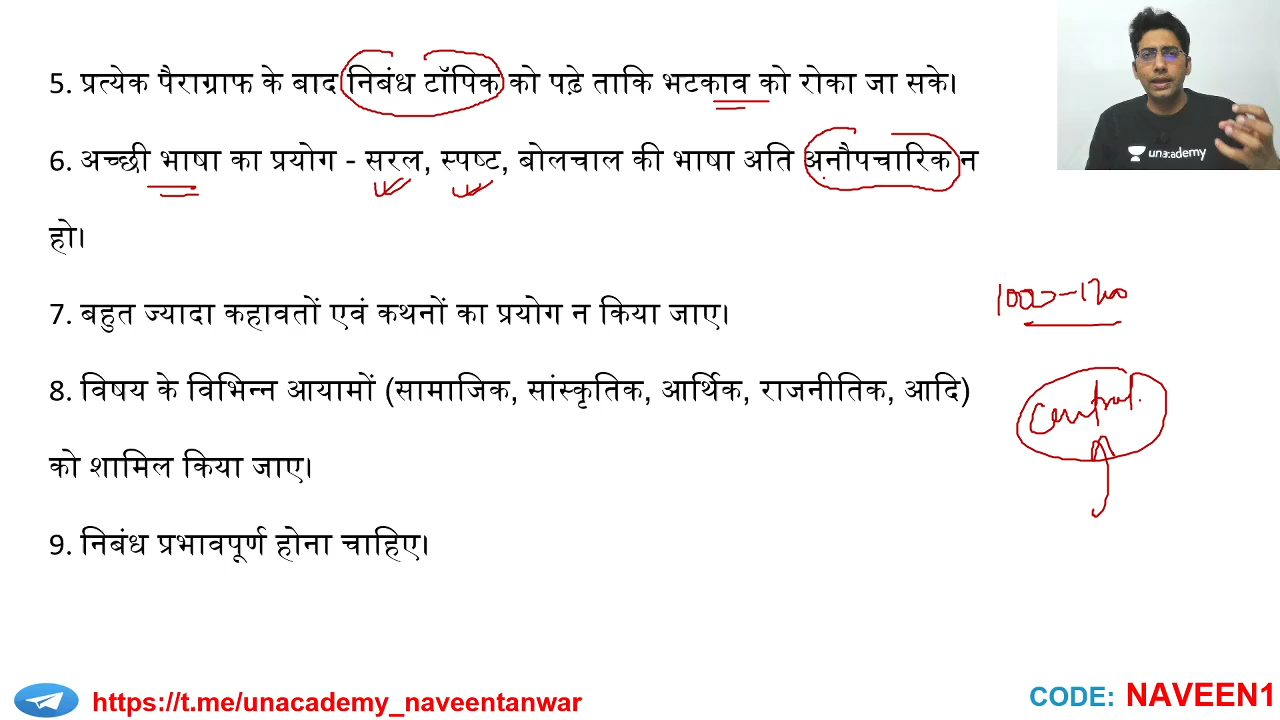 5. प्रत्येक पैराग्राफ के बाद निबंध टॉपिक को पढ़े ताकि भटकाव को रोका जा सके।
unacademy
6. अच्छी भाषा का प्रयोग - सरल, स्पष्ट, बोलचाल की भाषा अति अनौपचारिक न
हो।
7. बहुत ज्यादा कहावतों एवं कथनों का प्रयोग न किया जाए।
1000-1200
8. विषय के विभिन्न आयामों (सामाजिक, सांस्कृतिक, आर्थिक, राजनीतिक, आदि)
central.
को शामिल किया जाए।
9. निबंध प्रभावपूर्ण होना चाहिए।
https://t.me/unacademy_naveentanwar
CODE: NAVEEN1